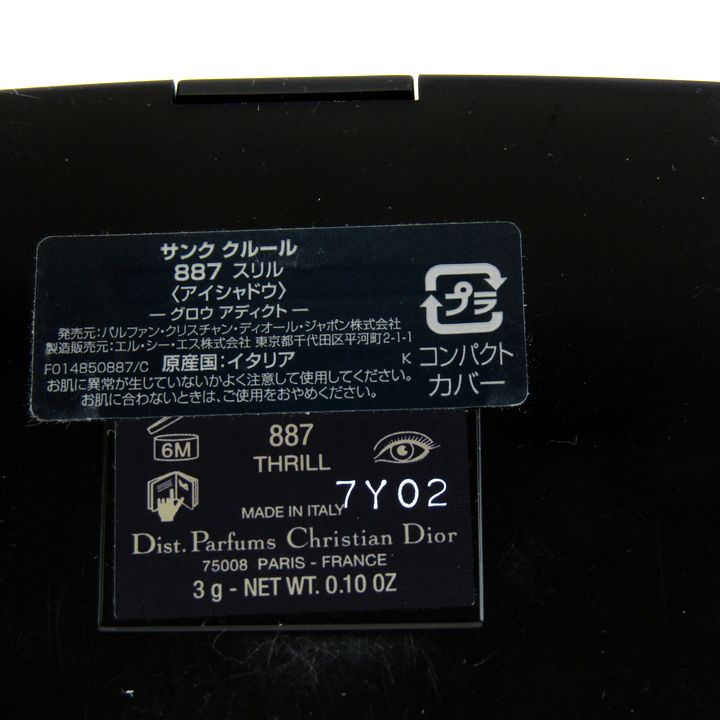 サンク クルール
887 スリル
〈アイシャドウ〉
― グロウ アディクト ―
発売元:パルファン・クリスチャン・ディオール・ジャポン株式会社
製造販売元:エル・シー・エス株式会社 東京都千代田区平河町2-1-1
F014850887/C 原産国:イタリア K
お肌に異常が生じていないかよく注意して使用してください。
お肌に合わないときは、ご使用をおやめください。
プラ
コンパクト
カバー
6M
887
THRILL
7Y02
MADE IN ITALY
Dist. Parfums Christian Dior
75008 PARIS - FRANCE
3 g - NET WT. 0.10 OZ